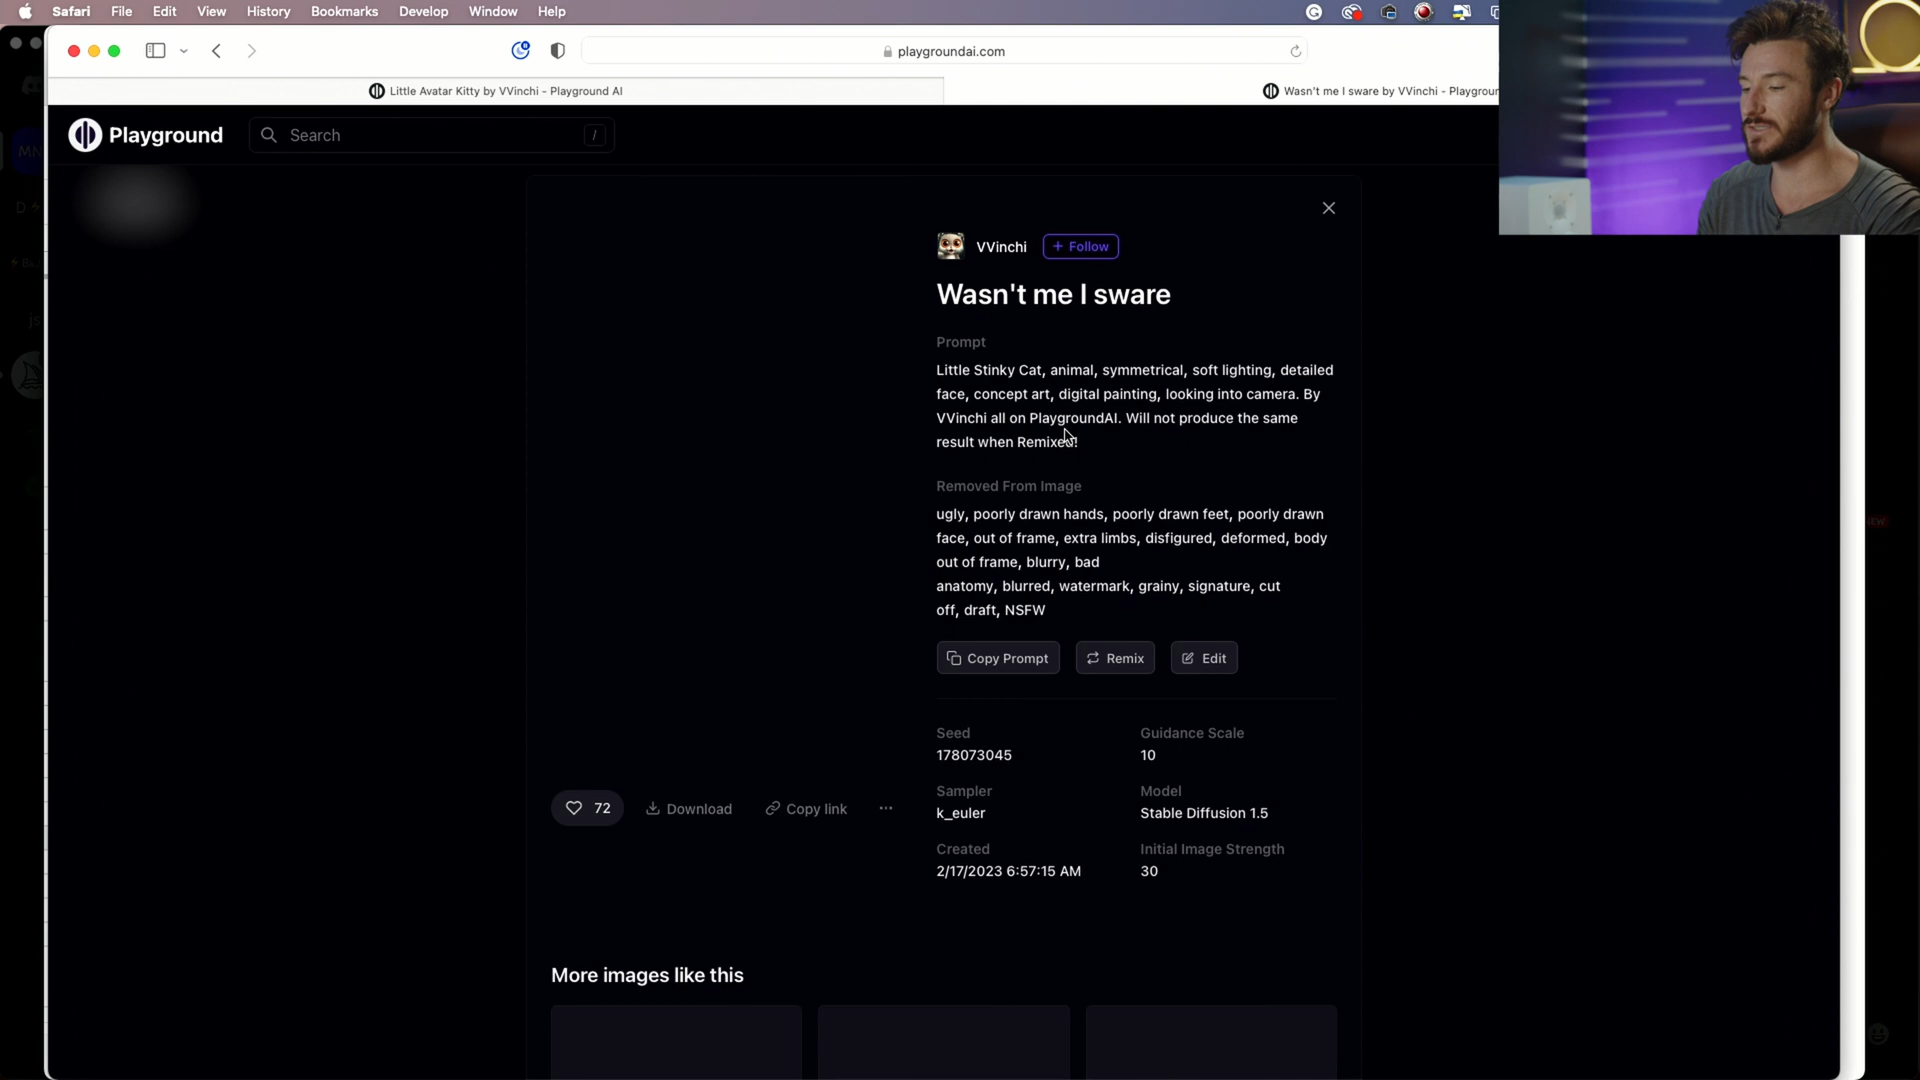 Safari File Edit View History Bookmarks Develop Window Help
playgroundai.com
Little Avatar Kitty by VVinchi - Playground AI
Wasn't me I sware by VVinchi - Playgroun
Playground
Search /
VVinchi + Follow
Wasn't me I sware
Prompt
Little Stinky Cat, animal, symmetrical, soft lighting, detailed
face, concept art, digital painting, looking into camera. By
VVinchi all on PlaygroundAI. Will not produce the same
result when Remixed!
Removed From Image
ugly, poorly drawn hands, poorly drawn feet, poorly drawn
face, out of frame, extra limbs, disfigured, deformed, body
out of frame, blurry, bad
anatomy, blurred, watermark, grainy, signature, cut
off, draft, NSFW
Copy Prompt Remix Edit
Seed Guidance Scale
178073045 10
Sampler Model
k_euler Stable Diffusion 1.5
72 Download Copy link
Created Initial Image Strength
2/17/2023 6:57:15 AM 30
More images like this